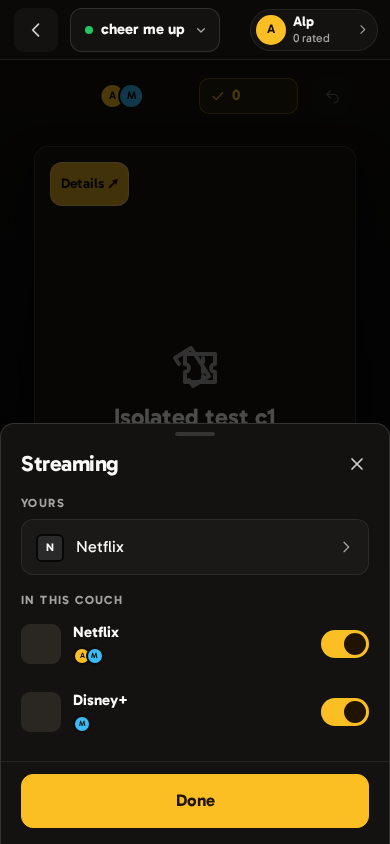 cheer me up
A
Alp
0 rated
A M
0
Details
Isolated test c1
Streaming
YOURS
N
Netflix
IN THIS COUCH
Netflix
A M
Disney+
M
Done